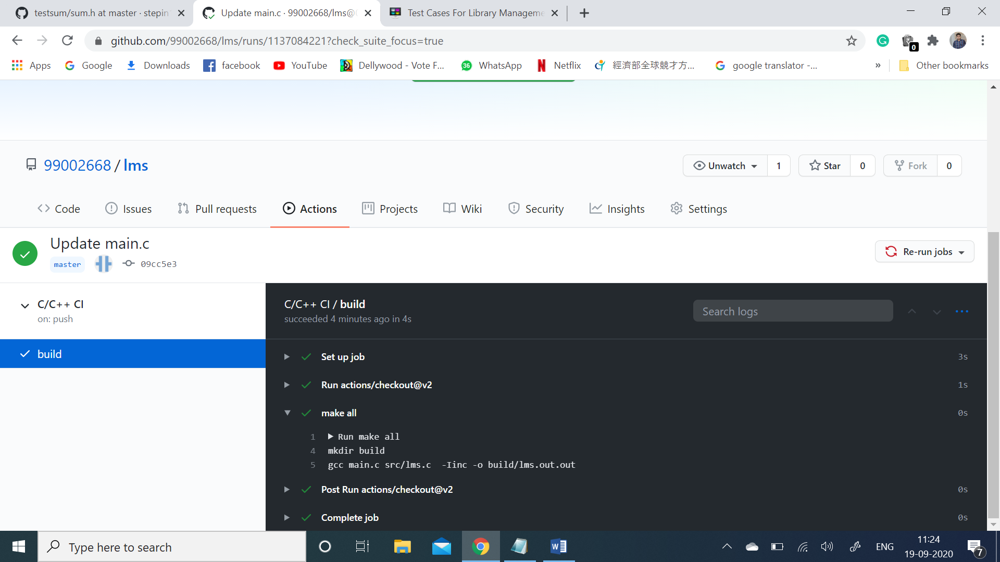 testsum/sum.h at master · stepin
Update main.c · 99002668/lms@
Test Cases For Library Manageme
github.com/99002668/lms/runs/1137084221?check_suite_focus=true
0
Apps
Google
Downloads
facebook
YouTube
Dellywood - Vote F...
36
WhatsApp
Netflix
經濟部全球競才方...
google translator -...
»
Other bookmarks
99002668 / lms
Unwatch 1
Star 0
Fork 0
Code
Issues
Pull requests
Actions
Projects
Wiki
Security
Insights
Settings
Update main.c
master 09cc5e3
Re-run jobs
C/C++ CI
on: push
build
C/C++ CI / build
succeeded 4 minutes ago in 4s
Search logs
Set up job 3s
Run actions/checkout@v2 1s
make all 0s
1 Run make all
4 mkdir build
5 gcc main.c src/lms.c  -Iinc -o build/lms.out.out
Post Run actions/checkout@v2 0s
Complete job 0s
Type here to search
ENG
11:24
19-09-2020
7